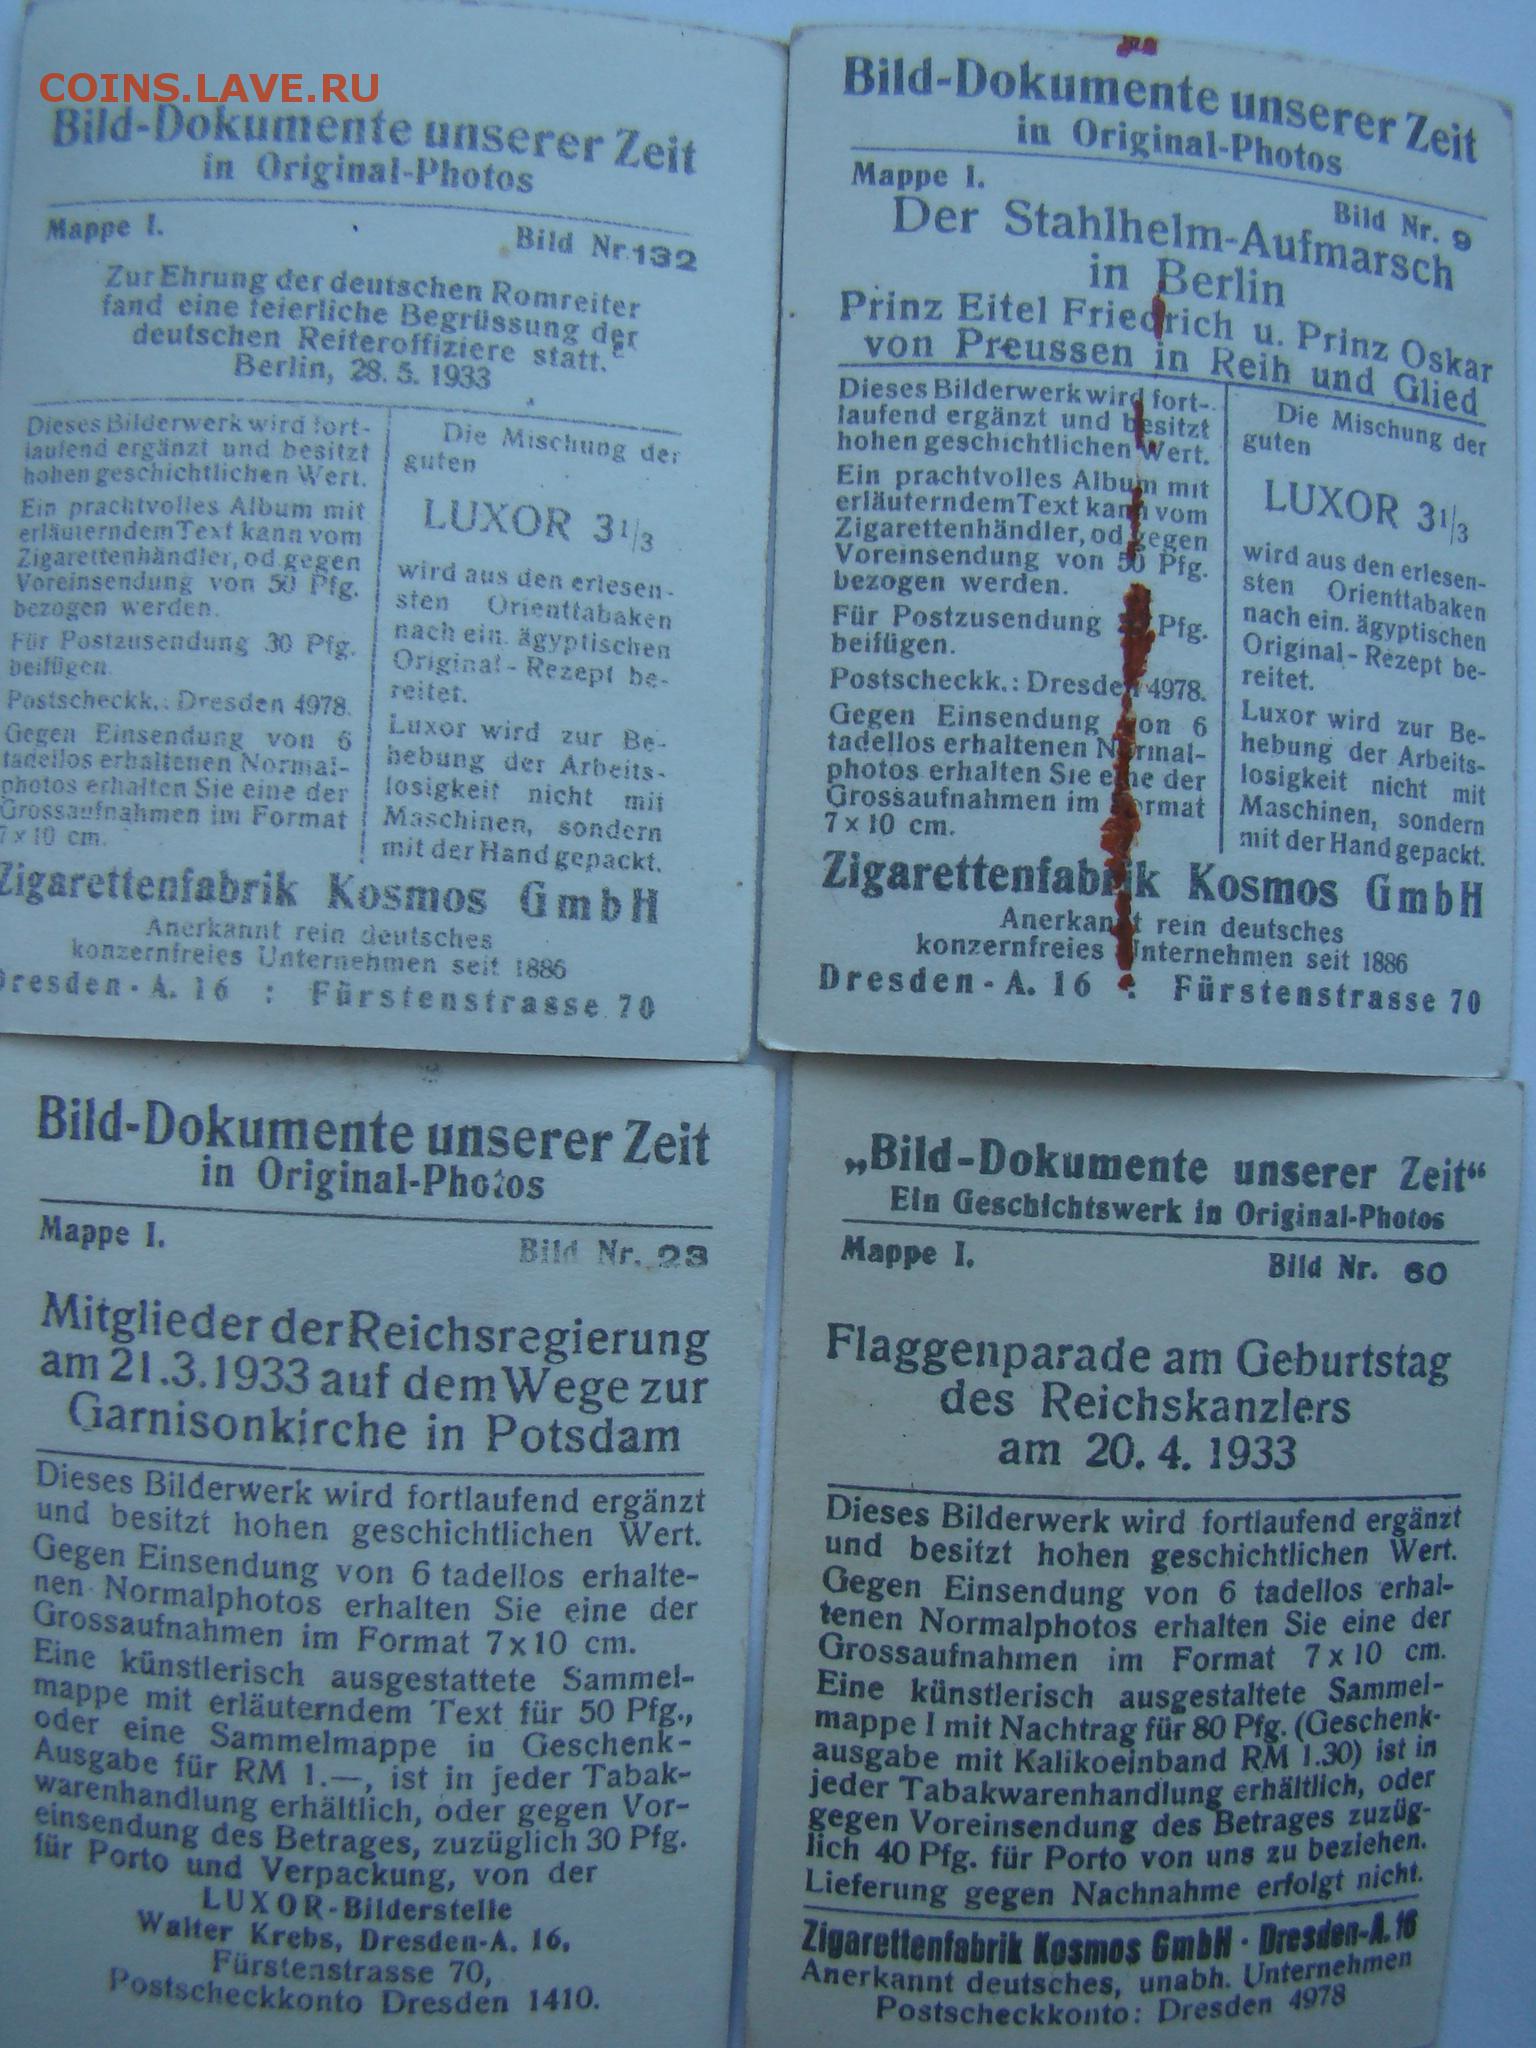 COINS.LAVE.RU
Bild-Dokumente unserer Zeit
in Original-Photos
Mappe I.
Bild Nr. 132
Zur Ehrung der deutschen Romreiter
fand eine feierliche Begrüssung der
deutschen Reiteroffiziere statt.
Berlin, 28. 5. 1933
Dieses Bilderwerk wird fort-
laufend ergänzt und besitzt
hohen geschichtlichen Wert.
Ein prachtvolles Album mit
erläuterndem Text kann vom
Zigarettenhändler, od. gegen
Voreinsendung von 50 Pfg.
bezogen werden.
Für Postzusendung 30 Pfg.
beifügen.
Postscheckk.: Dresden 4978.
Gegen Einsendung von 6
tadellos erhaltenen Normal-
photos erhalten Sie eine der
Grossaufnahmen im Format
7 x 10 cm.
Die Mischung der
guten
LUXOR 3 1/3
wird aus den erlesen-
sten Orienttabaken
nach ein. ägyptischen
Original-Rezept be-
reitet.
Luxor wird zur Be-
hebung der Arbeits-
losigkeit nicht mit
Maschinen, sondern
mit der Hand gepackt.
Zigarettenfabrik Kosmos GmbH
Anerkannt rein deutsches
konzernfreies Unternehmen seit 1886
Dresden - A. 16 : Fürstenstrasse 70
Bild-Dokumente unserer Zeit
in Original-Photos
Mappe I.
Bild Nr. 9
Der Stahlhelm-Aufmarsch
in Berlin
Prinz Eitel Friedrich u. Prinz Oskar
von Preussen in Reih und Glied
Dieses Bilderwerk wird fort-
laufend ergänzt und besitzt
hohen geschichtlichen Wert.
Ein prachtvolles Album mit
erläuterndem Text kann vom
Zigarettenhändler, od. gegen
Voreinsendung von 50 Pfg.
bezogen werden.
Für Postzusendung Pfg.
beifügen.
Postscheckk.: Dresden 4978.
Gegen Einsendung von 6
tadellos erhaltenen Normal-
photos erhalten Sie eine der
Grossaufnahmen im Format
7 x 10 cm.
Die Mischung der
guten
LUXOR 3 1/3
wird aus den erlesen-
sten Orienttabaken
nach ein. ägyptischen
Original-Rezept be-
reitet.
Luxor wird zur Be-
hebung der Arbeits-
losigkeit nicht mit
Maschinen, sondern
mit der Hand gepackt.
Zigarettenfabrik Kosmos GmbH
Anerkannt rein deutsches
konzernfreies Unternehmen seit 1886
Dresden - A. 16 : Fürstenstrasse 70
Bild-Dokumente unserer Zeit
in Original-Photos
Mappe I.
Bild Nr. 23
Mitglieder der Reichsregierung
am 21.3.1933 auf dem Wege zur
Garnisonkirche in Potsdam
Dieses Bilderwerk wird fortlaufend ergänzt
und besitzt hohen geschichtlichen Wert.
Gegen Einsendung von 6 tadellos erhalte-
nen Normalphotos erhalten Sie eine der
Grossaufnahmen im Format 7 x 10 cm.
Eine künstlerisch ausgestattete Sammel-
mappe mit erläuterndem Text für 50 Pfg.,
oder eine Sammelmappe in Geschenk-
Ausgabe für RM 1.—, ist in jeder Tabak-
warenhandlung erhältlich, oder gegen Vor-
einsendung des Betrages, zuzüglich 30 Pfg.
für Porto und Verpackung, von der
LUXOR-Bilderstelle
Walter Krebs, Dresden-A. 16,
Fürstenstrasse 70,
Postscheckkonto Dresden 1410.
„Bild-Dokumente unserer Zeit“
Ein Geschichtswerk in Original-Photos
Mappe I.
Bild Nr. 60
Flaggenparade am Geburtstag
des Reichskanzlers
am 20. 4. 1933
Dieses Bilderwerk wird fortlaufend ergänzt
und besitzt hohen geschichtlichen Wert.
Gegen Einsendung von 6 tadellos erhal-
tenen Normalphotos erhalten Sie eine der
Grossaufnahmen im Format 7 x 10 cm.
Eine künstlerisch ausgestaltete Sammel-
mappe I mit Nachtrag für 80 Pfg. (Geschenk-
ausgabe mit Kalikoeinband RM 1.30) ist in
jeder Tabakwarenhandlung erhältlich, oder
gegen Voreinsendung des Betrages zuzüg-
lich 40 Pfg. für Porto von uns zu beziehen.
Lieferung gegen Nachnahme erfolgt nicht.
Zigarettenfabrik Kosmos GmbH · Dresden-A. 16
Anerkannt deutsches, unabh. Unternehmen
Postscheckkonto: Dresden 4978